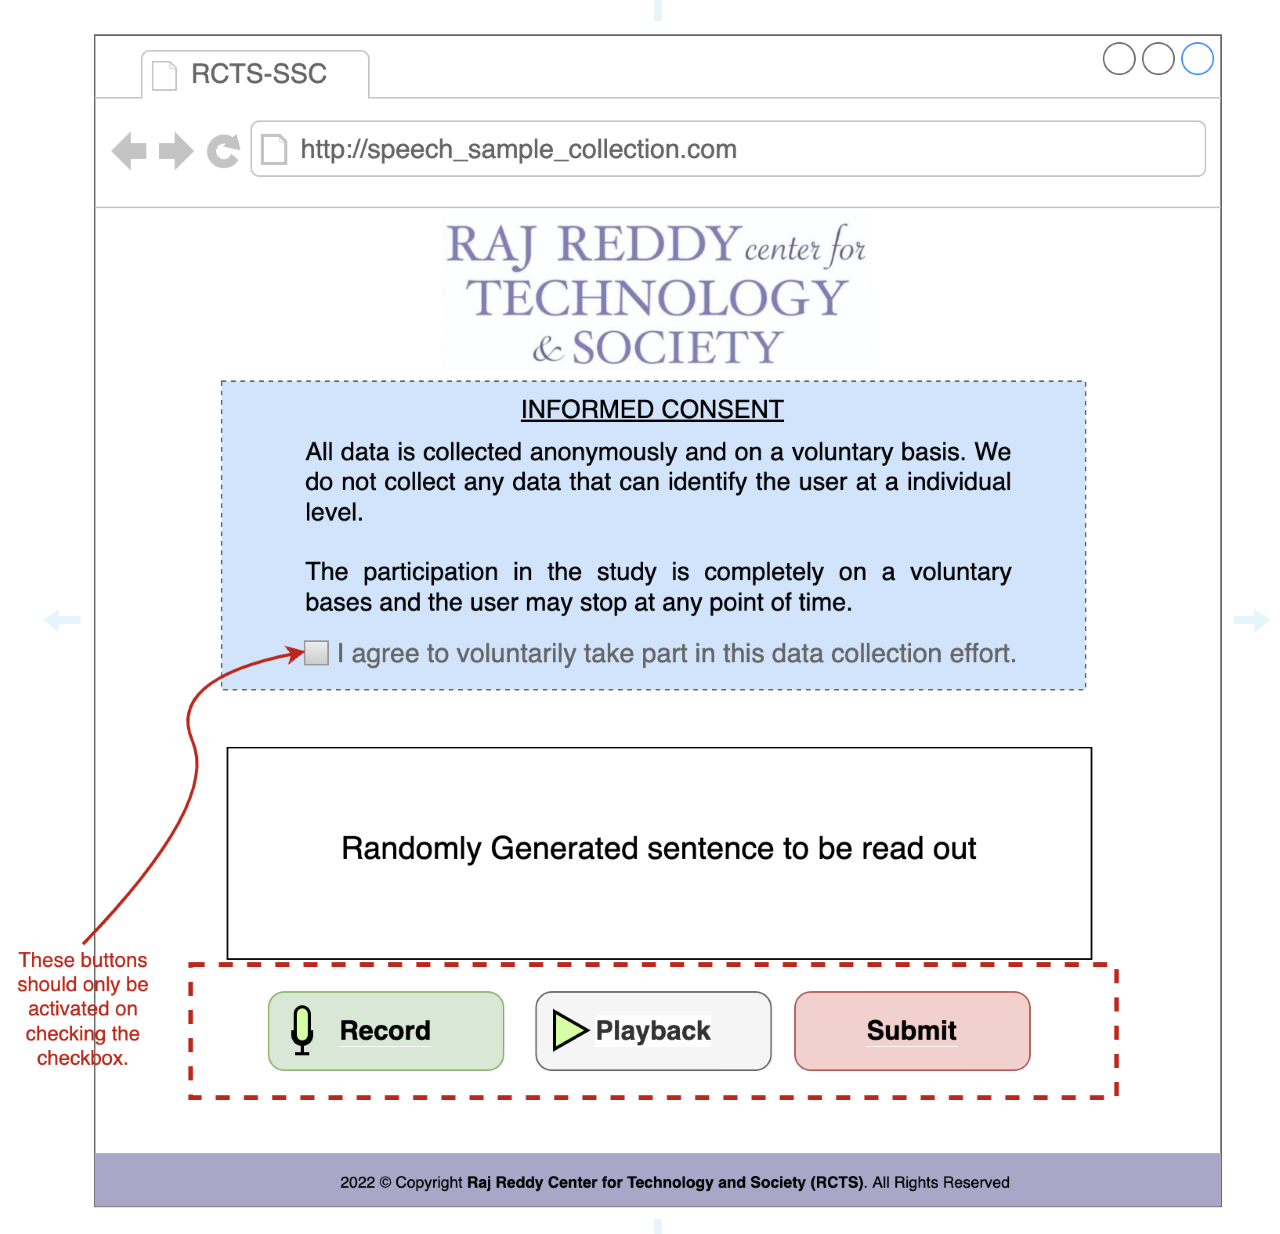 RCTS-SSC
http://speech_sample_collection.com
RAJ REDDY center for
TECHNOLOGY
& SOCIETY
INFORMED CONSENT
All data is collected anonymously and on a voluntary basis. We
do not collect any data that can identify the user at a individual
level.
The participation in the study is completely on a voluntary
bases and the user may stop at any point of time.
I agree to voluntarily take part in this data collection effort.
Randomly Generated sentence to be read out
These buttons
should only be
activated on
checking the
checkbox.
Record
Playback
Submit
2022 © Copyright Raj Reddy Center for Technology and Society (RCTS). All Rights Reserved